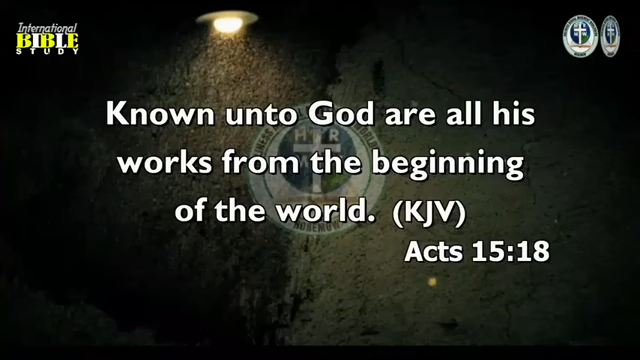 International
BIBLE
STUDY
Known unto God are all his
works from the beginning
of the world. (KJV)
Acts 15:18